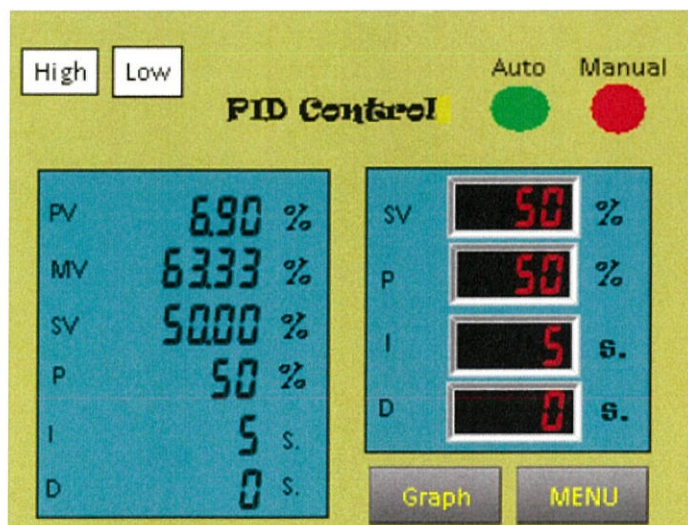 High Low
Auto Manual
PID Control
PV 6.90 %
MV 63.33 %
SV 50.00 %
P 50 %
I 5 s.
D 0 s.
SV 50 %
P 50 %
I 5 s.
D 0 s.
Graph MENU